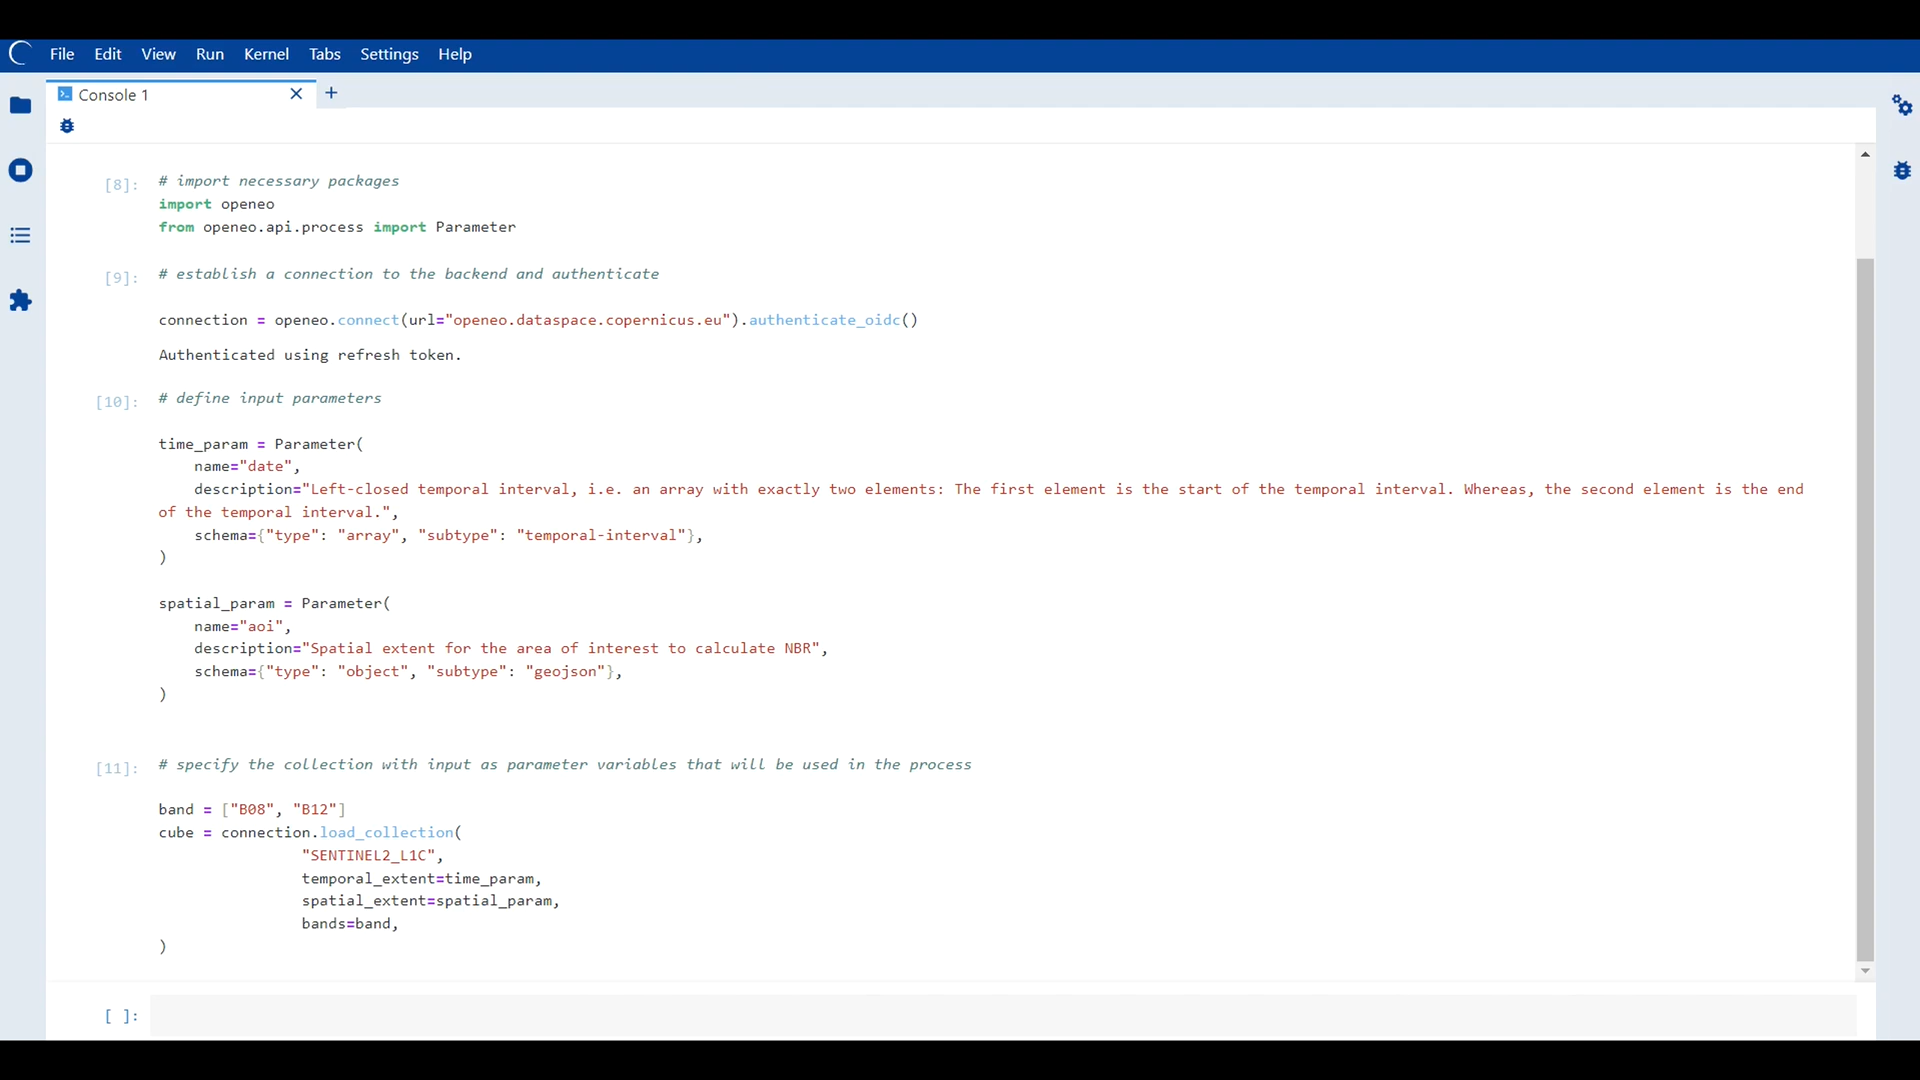 File Edit View Run Kernel Tabs Settings Help
Console 1
[8]: # import necessary packages
import openeo
from openeo.api.process import Parameter
[9]: # establish a connection to the backend and authenticate
connection = openeo.connect(url="openeo.dataspace.copernicus.eu").authenticate_oidc()
Authenticated using refresh token.
[10]: # define input parameters
time_param = Parameter(
name="date",
description="Left-closed temporal interval, i.e. an array with exactly two elements: The first element is the start of the temporal interval. Whereas, the second element is the end
of the temporal interval.",
schema={"type": "array", "subtype": "temporal-interval"},
)
spatial_param = Parameter(
name="aoi",
description="Spatial extent for the area of interest to calculate NBR",
schema={"type": "object", "subtype": "geojson"},
)
[11]: # specify the collection with input as parameter variables that will be used in the process
band = ["B08", "B12"]
cube = connection.load_collection(
"SENTINEL2_L1C",
temporal_extent=time_param,
spatial_extent=spatial_param,
bands=band,
)
[ ]: